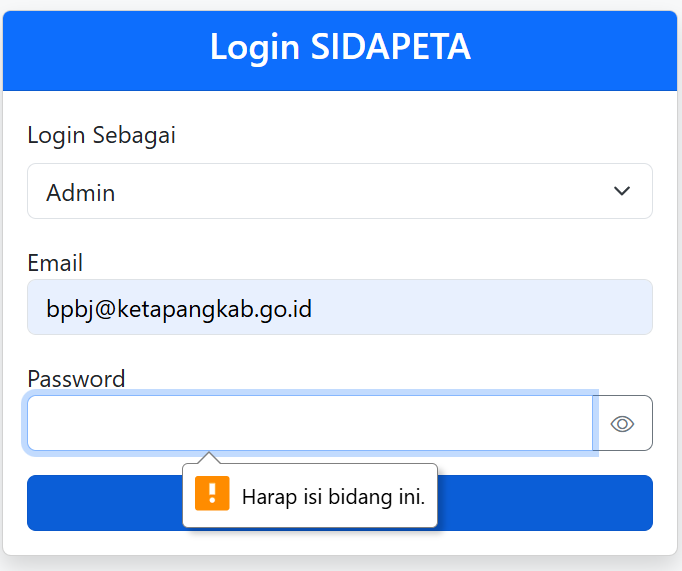 Login SIDAPETA
Login Sebagai
Admin
Email
bpbj@ketapangkab.go.id
Password
Harap isi bidang ini.